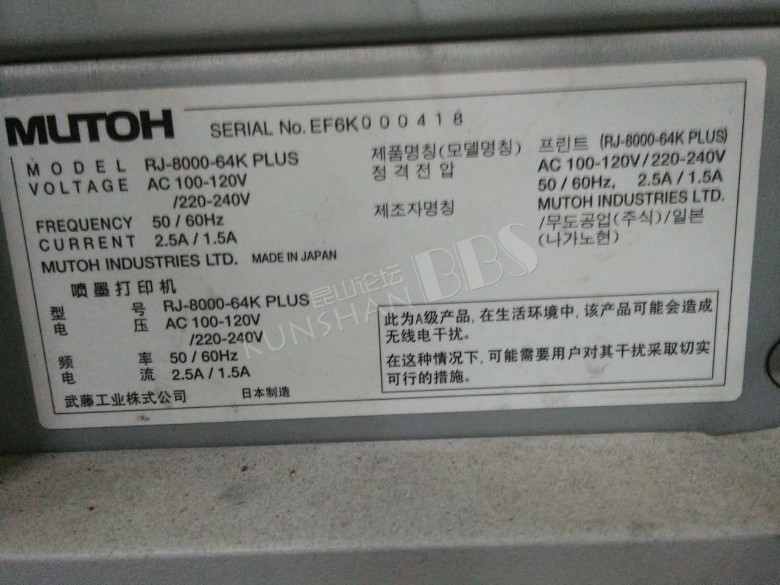 MUTOH SERIAL No. EF6K000418
MODEL RJ-8000-64K PLUS
VOLTAGE AC 100-120V
/220-240V
FREQUENCY 50 / 60Hz
CURRENT 2.5A / 1.5A
MUTOH INDUSTRIES LTD. MADE IN JAPAN
제품명칭(모델명칭) 프린트 (RJ-8000-64K PLUS)
정격전압 AC 100-120V/220-240V
50 / 60Hz, 2.5A / 1.5A
제조자명칭 MUTOH INDUSTRIES LTD.
/무도공업(주식)/일본
(나가노현)
喷墨打印机
型号 RJ-8000-64K PLUS
电压 AC 100-120V
/220-240V
频率 50 / 60Hz
电流 2.5A / 1.5A
武藤工业株式公司 日本制造
此为A级产品, 在生活环境中, 该产品可能会造成
无线电干扰。
在这种情况下, 可能需要用户对其干扰采取切实
可行的措施。
昆山论坛
KUNSHAN BBS